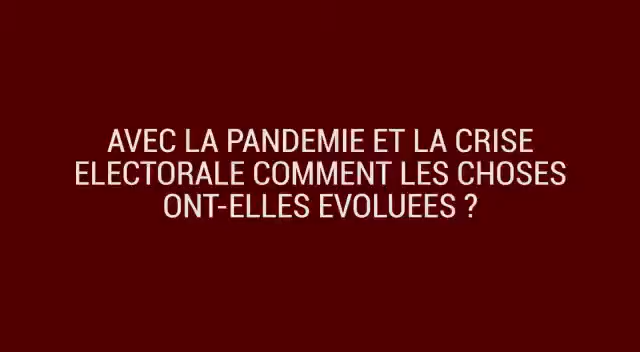 AVEC LA PANDEMIE ET LA CRISE
ELECTORALE COMMENT LES CHOSES
ONT-ELLES EVOLUEES ?